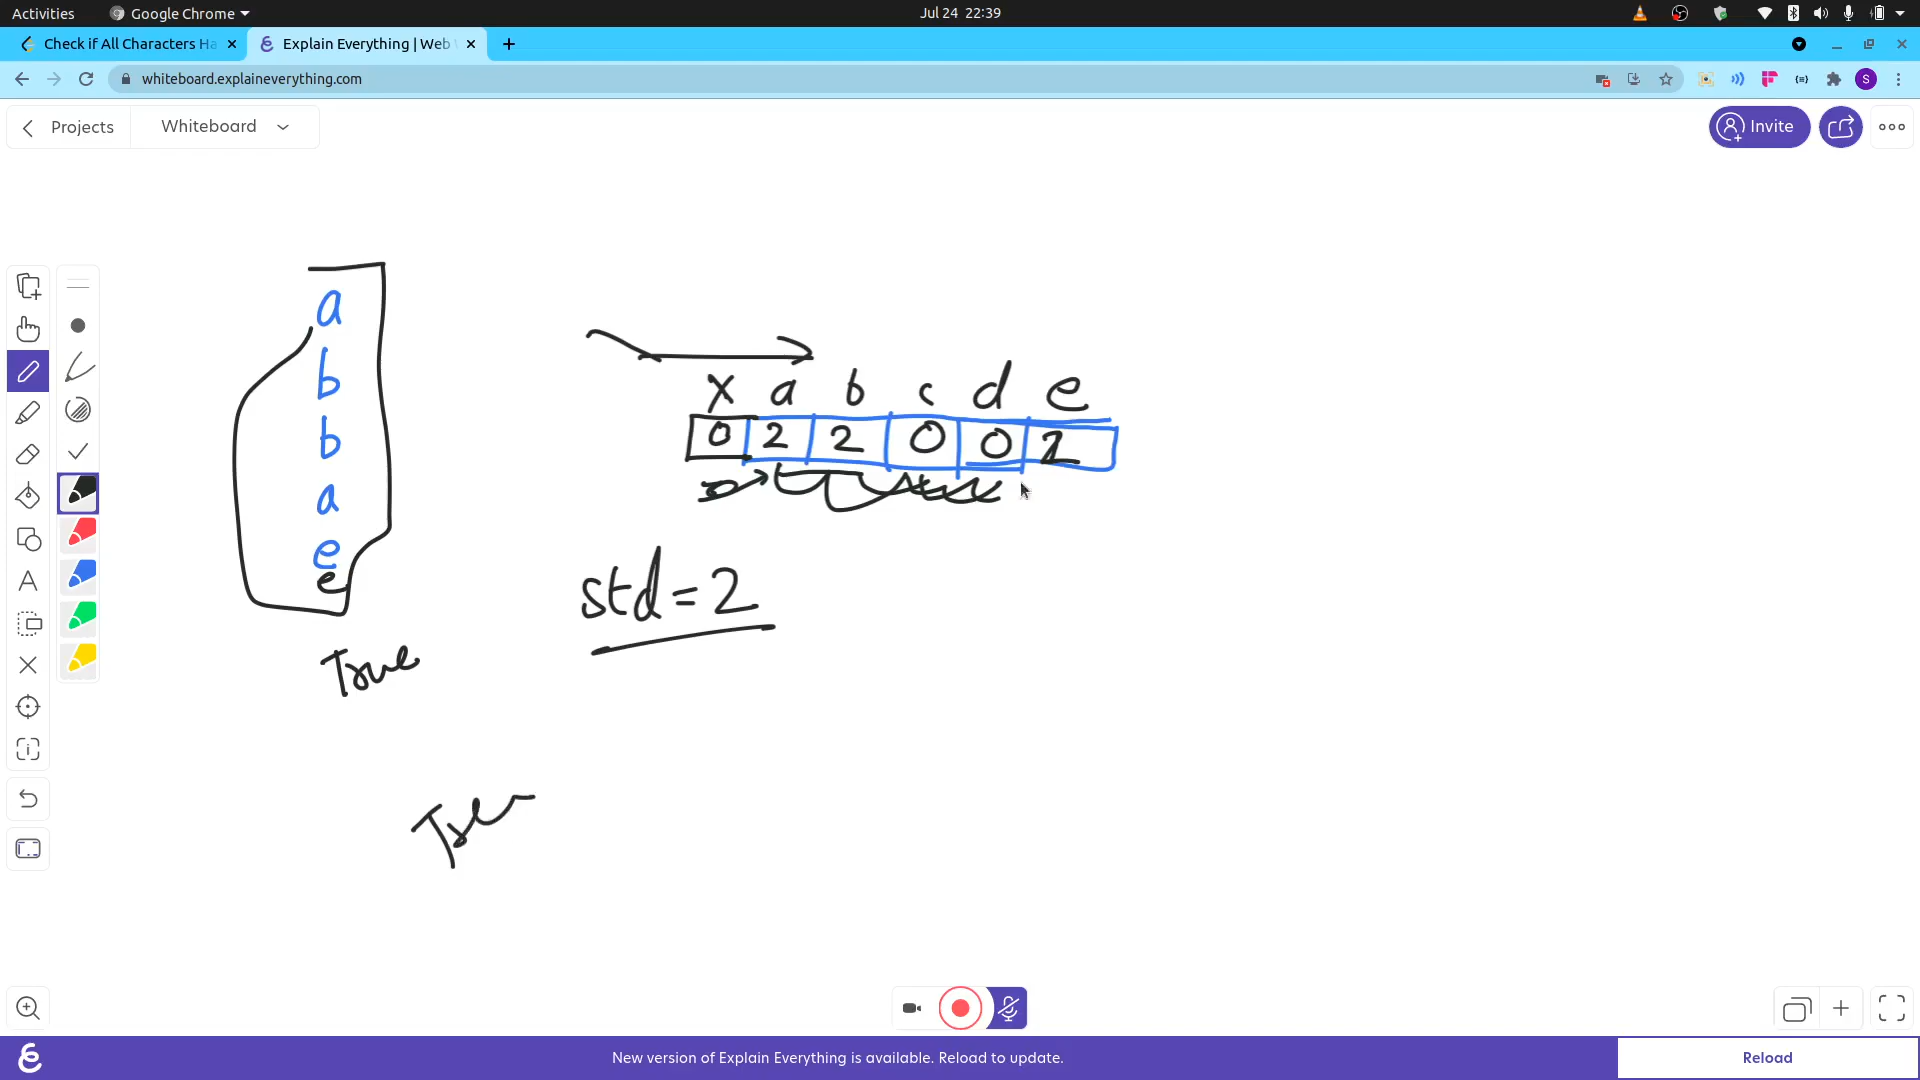 Activities
Google Chrome
Jul 24 22:39
Check if All Characters Ha
Explain Everything | Web
whiteboard.explaineverything.com
S
Projects
Whiteboard
Invite
a
b
b
a
e
e
True
x a b c d e
0 2 2 0 0 2
std = 2
New version of Explain Everything is available. Reload to update.
Reload